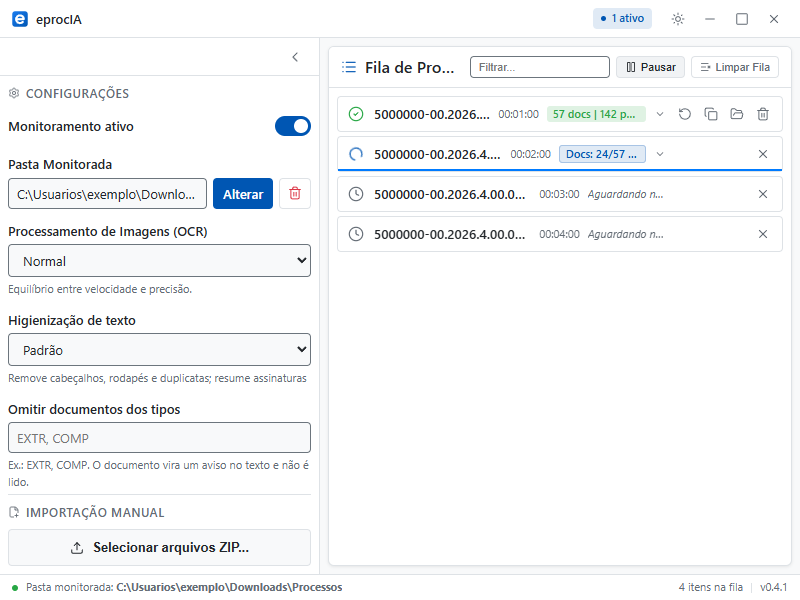 eprocIA
1 ativo
CONFIGURAÇÕES
Monitoramento ativo
Pasta Monitorada
C:\Usuarios\exemplo\Downlo...
Alterar
Processamento de Imagens (OCR)
Normal
Equilíbrio entre velocidade e precisão.
Higienização de texto
Padrão
Remove cabeçalhos, rodapés e duplicatas; resume assinaturas
Omitir documentos dos tipos
EXTR, COMP
Ex.: EXTR, COMP. O documento vira um aviso no texto e não é
lido.
IMPORTAÇÃO MANUAL
Selecionar arquivos ZIP...
Fila de Pro...
Filtrar...
Pausar
Limpar Fila
5000000-00.2026.... 00:01:00 57 docs | 142 p...
5000000-00.2026.4.... 00:02:00 Docs: 24/57 ...
5000000-00.2026.4.00.0... 00:03:00 Aguardando n...
5000000-00.2026.4.00.0... 00:04:00 Aguardando n...
Pasta monitorada: C:\Usuarios\exemplo\Downloads\Processos
4 itens na fila
v0.4.1